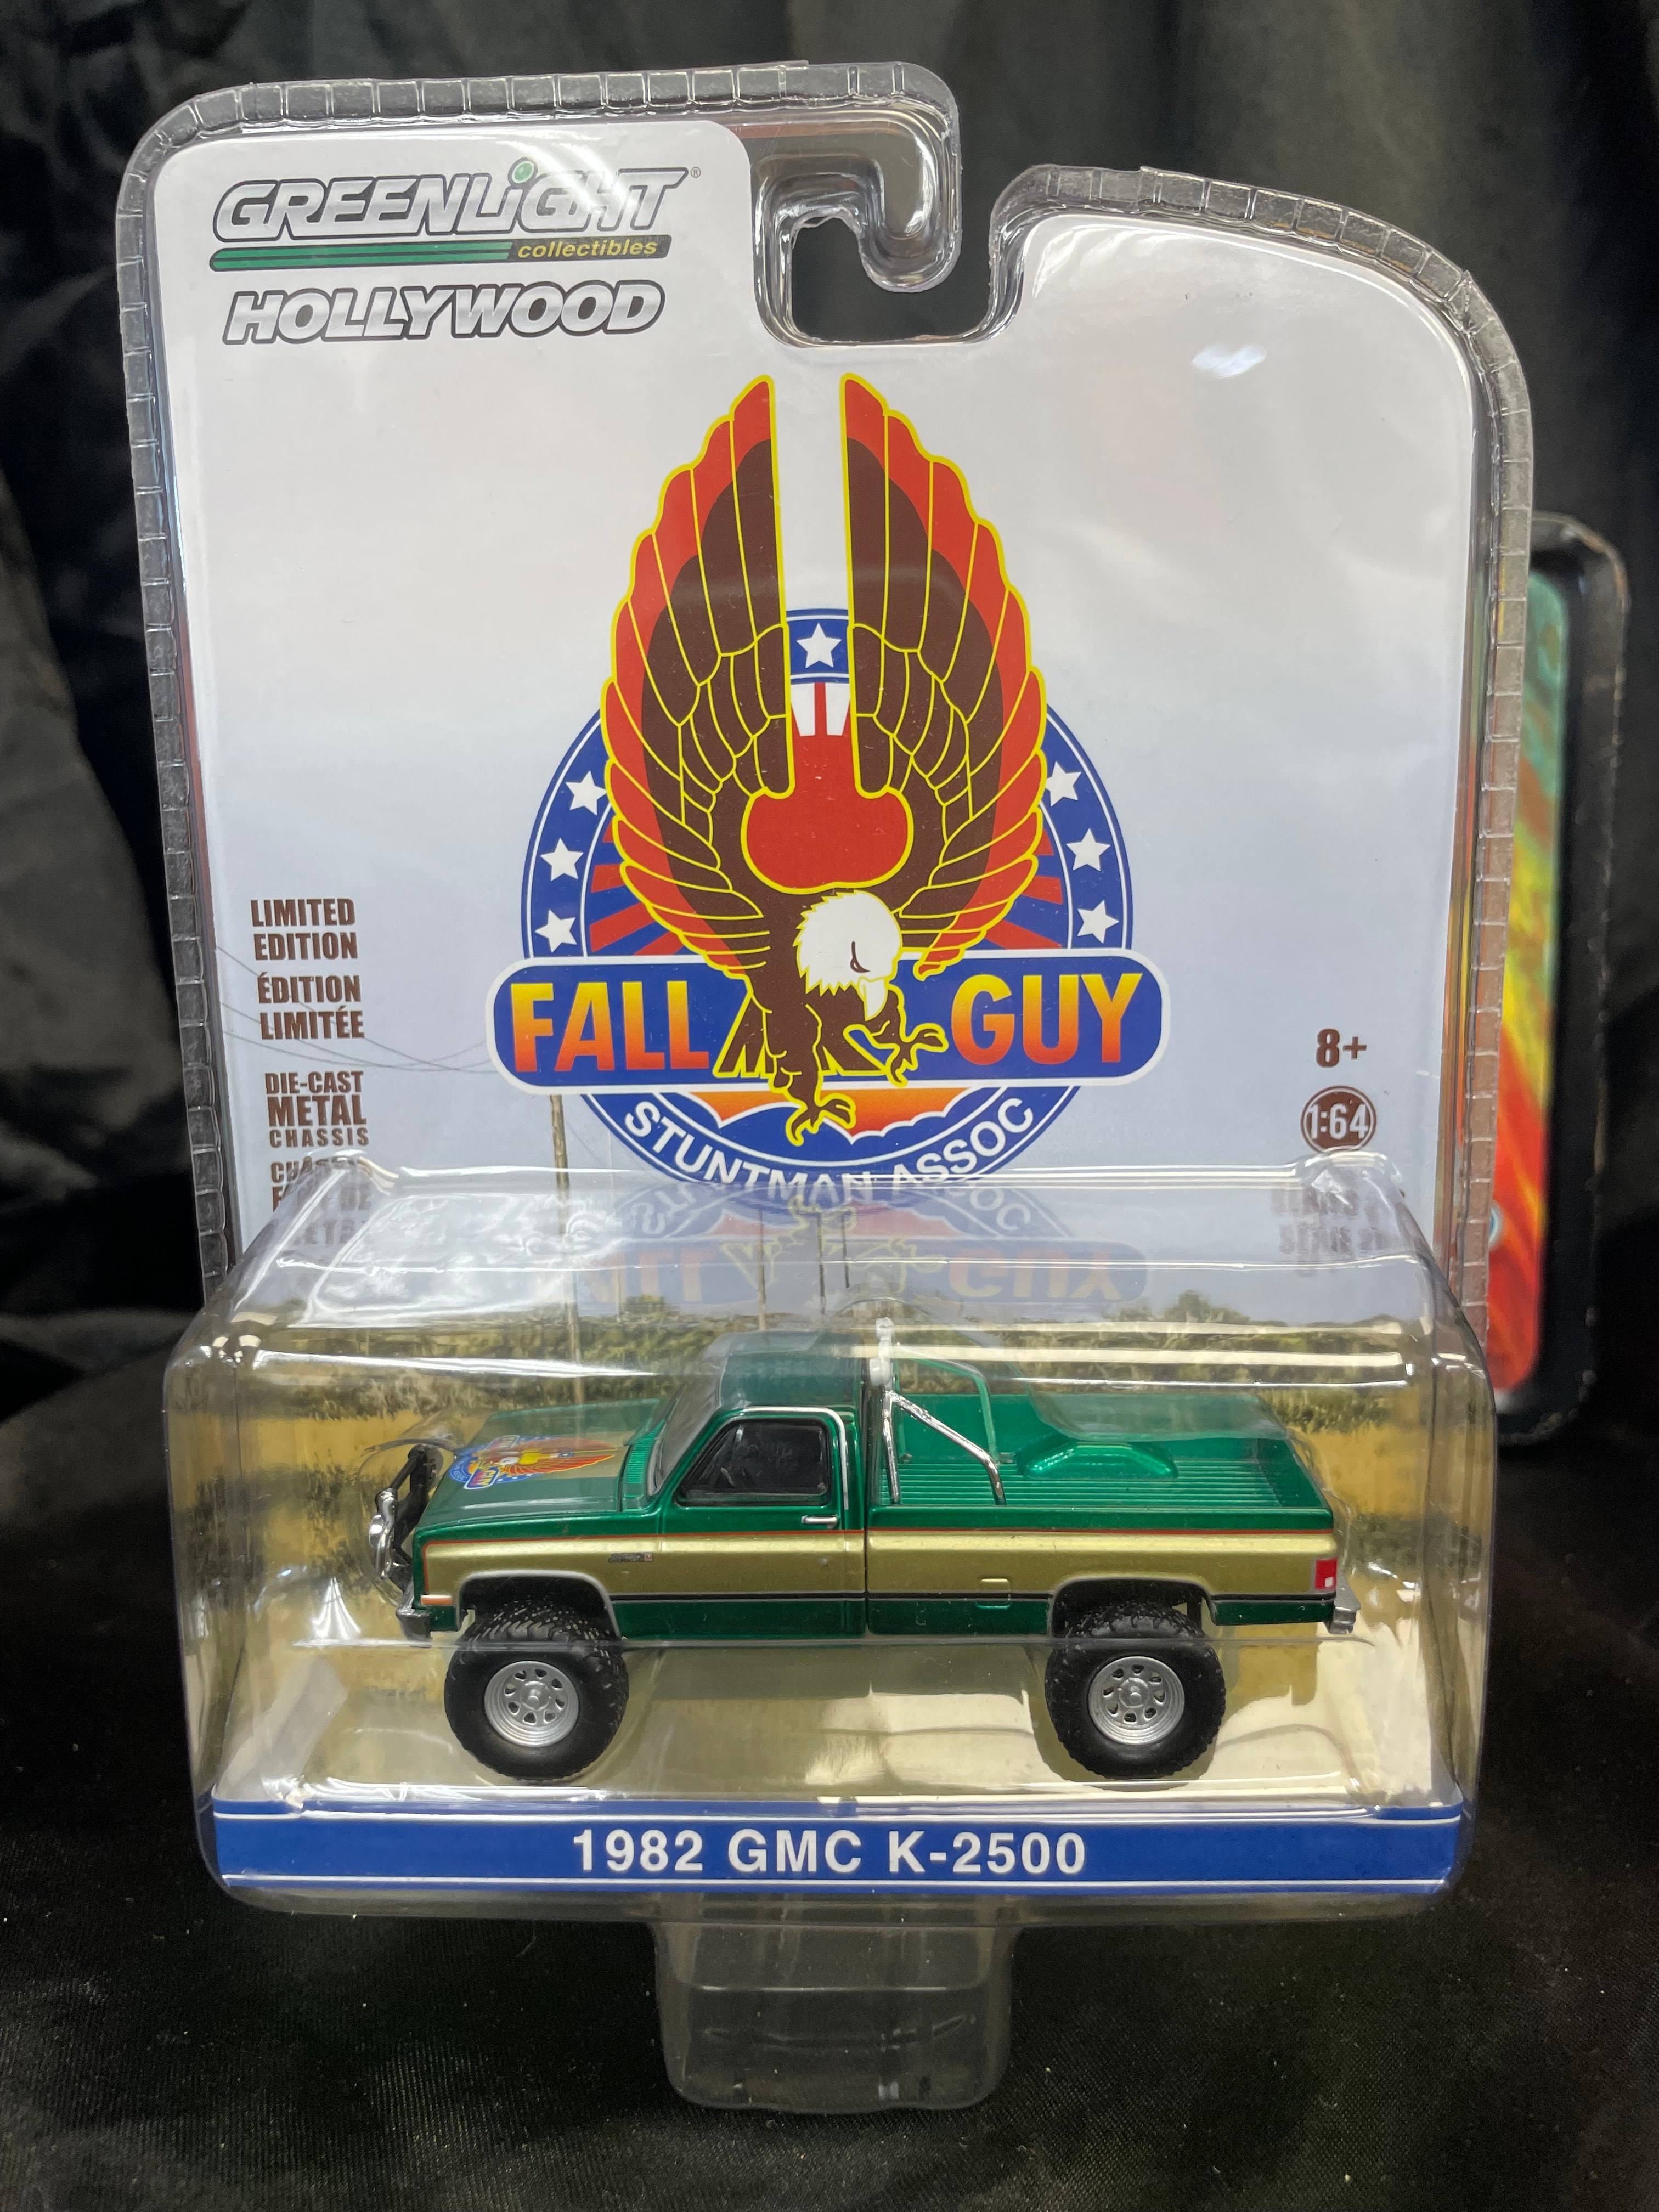 GREENLiGHT®
collectibles
HOLLYWOOD
LIMITED
EDITION
ÉDITION
LIMITÉE
DIE-CAST
METAL
CHASSIS
FALL GUY
STUNTMAN ASSOC
8+
1:64
1982 GMC K-2500